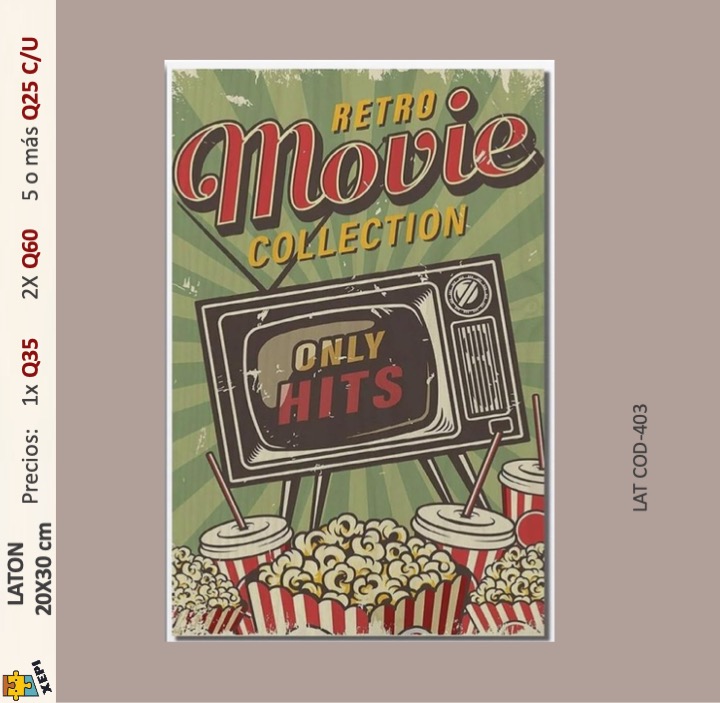 RETRO
Movie
COLLECTION
ONLY
HITS
LATON
20X30 cm
Precios: 1x Q35 2X Q60 5 o más Q25 C/U
XEPI
LAT COD-403